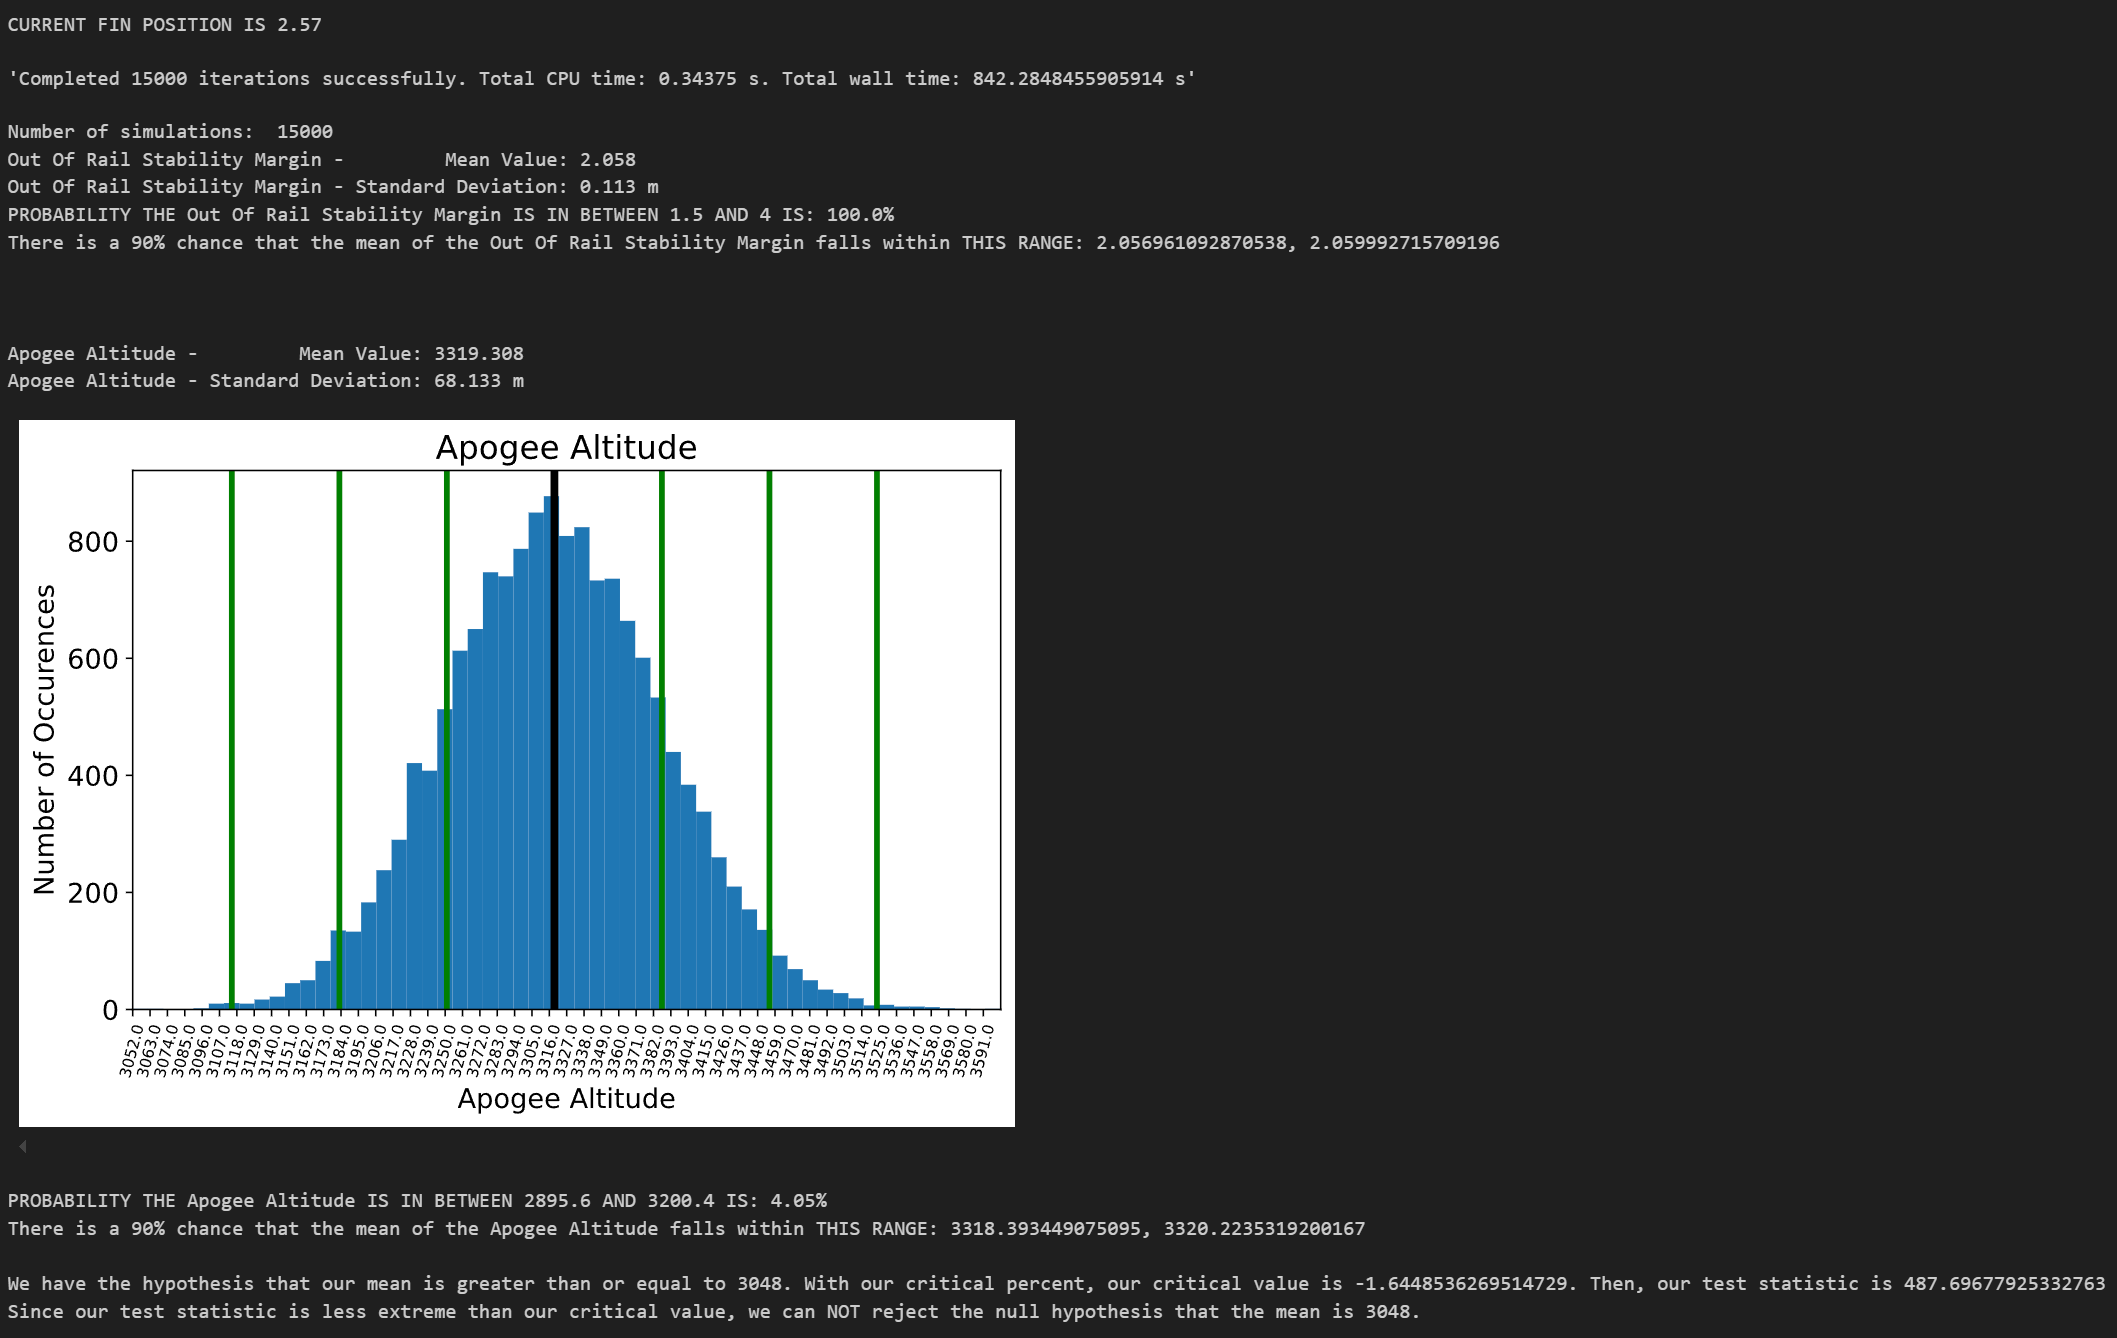 CURRENT FIN POSITION IS 2.57
'Completed 15000 iterations successfully. Total CPU time: 0.34375 s. Total wall time: 842.2848455905914 s'
Number of simulations:  15000
Out Of Rail Stability Margin -         Mean Value: 2.058
Out Of Rail Stability Margin - Standard Deviation: 0.113 m
PROBABILITY THE Out Of Rail Stability Margin IS IN BETWEEN 1.5 AND 4 IS: 100.0%
There is a 90% chance that the mean of the Out Of Rail Stability Margin falls within THIS RANGE: 2.056961092870538, 2.059992715709196
Apogee Altitude -         Mean Value: 3319.308
Apogee Altitude - Standard Deviation: 68.133 m
Apogee Altitude
Number of Occurences
800
600
400
200
0
3052.0 3063.0 3074.0 3085.0 3096.0 3107.0 3118.0 3129.0 3140.0 3151.0 3162.0 3173.0 3184.0 3195.0 3206.0 3217.0 3228.0 3239.0 3250.0 3261.0 3272.0 3283.0 3294.0 3305.0 3316.0 3327.0 3338.0 3349.0 3360.0 3371.0 3382.0 3393.0 3404.0 3415.0 3426.0 3437.0 3448.0 3459.0 3470.0 3481.0 3492.0 3503.0 3514.0 3525.0 3536.0 3547.0 3558.0 3569.0 3580.0 3591.0
Apogee Altitude
PROBABILITY THE Apogee Altitude IS IN BETWEEN 2895.6 AND 3200.4 IS: 4.05%
There is a 90% chance that the mean of the Apogee Altitude falls within THIS RANGE: 3318.393449075095, 3320.2235319200167
We have the hypothesis that our mean is greater than or equal to 3048. With our critical percent, our critical value is -1.6448536269514729. Then, our test statistic is 487.69677925332763
Since our test statistic is less extreme than our critical value, we can NOT reject the null hypothesis that the mean is 3048.